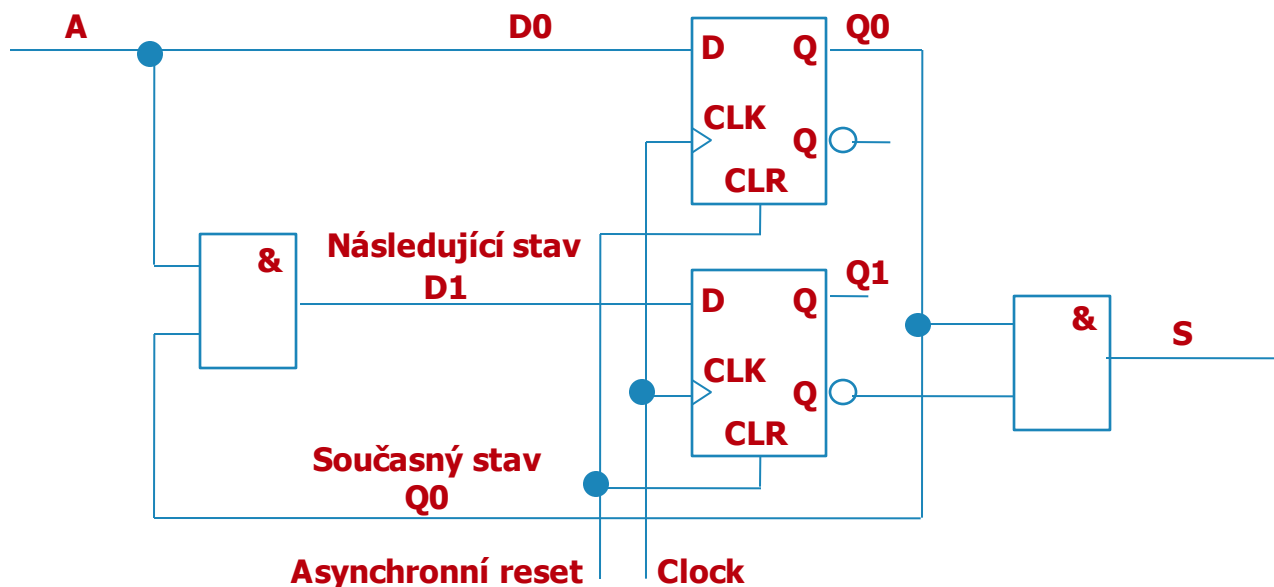 A
D0
D
Q
Q0
CLK
Q
CLR
&
Následující stav
D1
D
Q
Q1
&
S
CLK
Q
CLR
Současný stav
Q0
Asynchronní reset
Clock